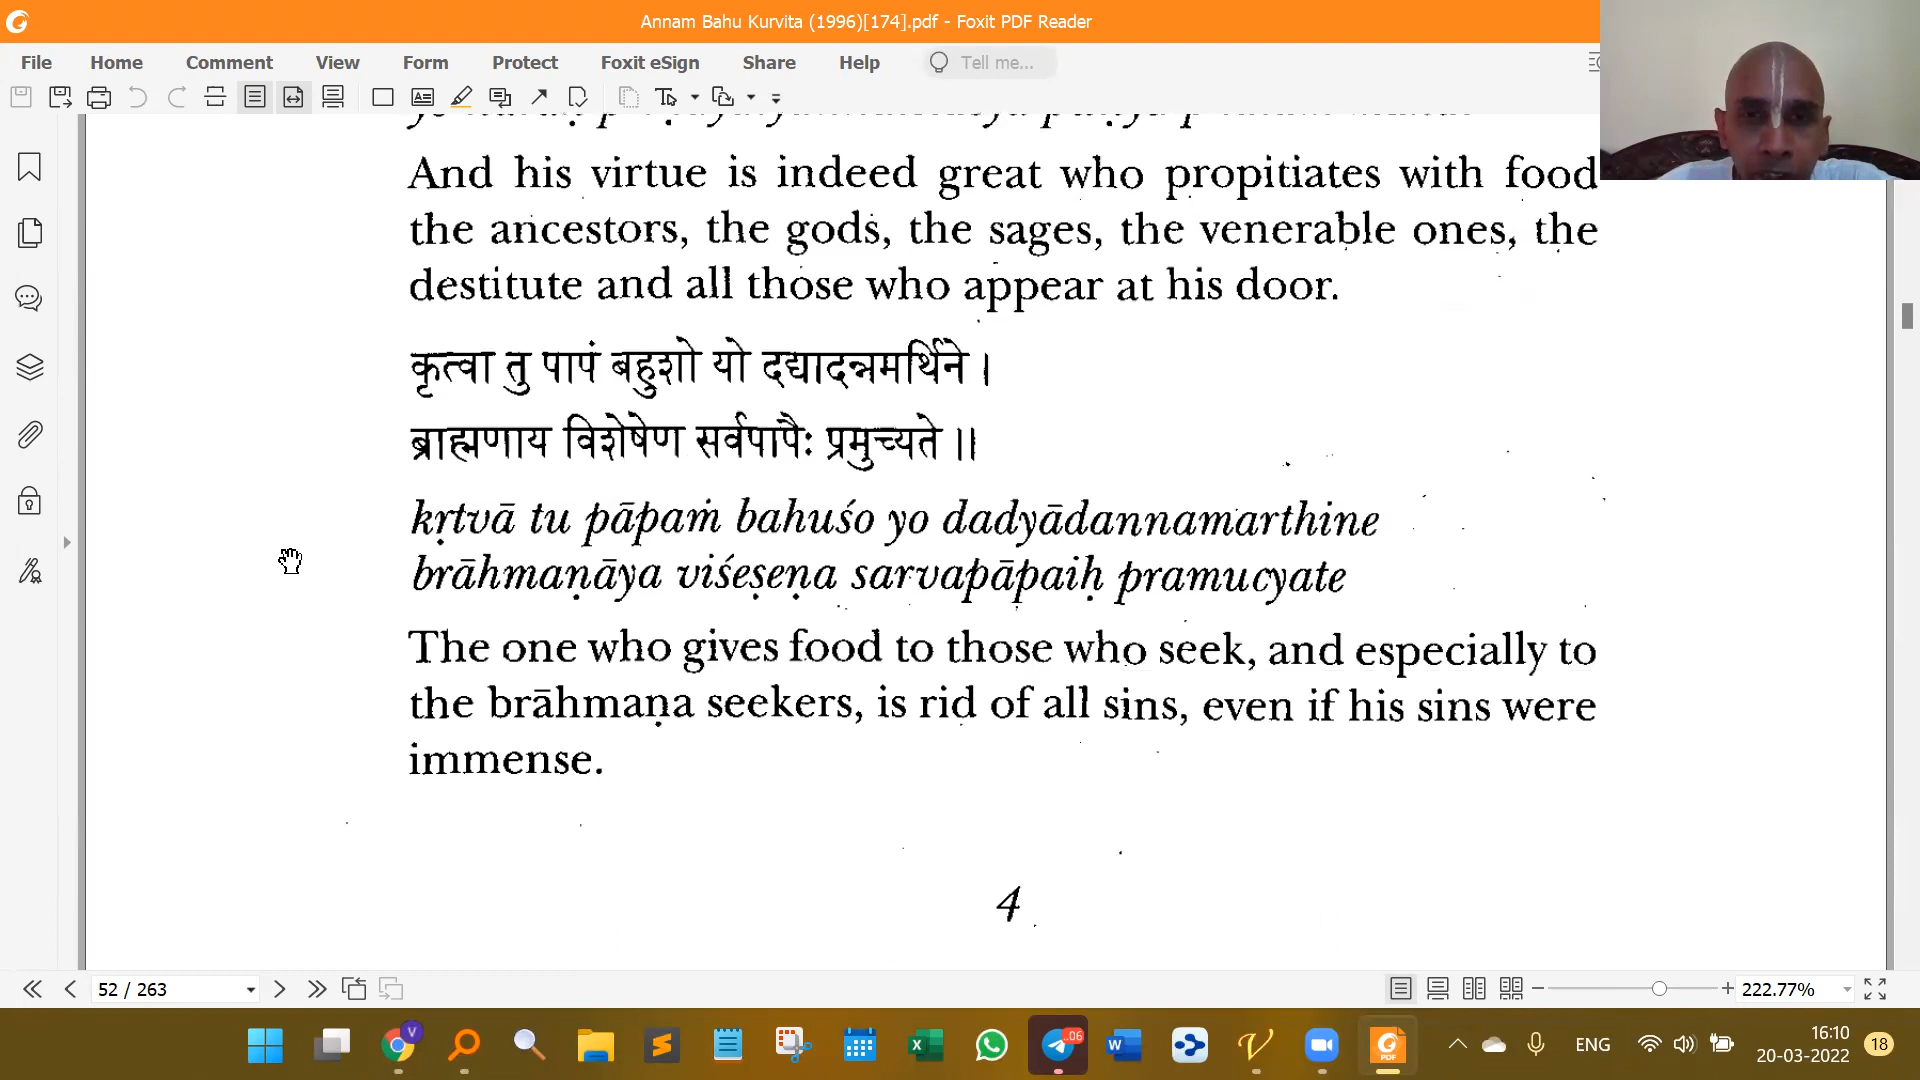 Annam Bahu Kurvita (1996)[174].pdf - Foxit PDF Reader
File Home Comment View Form Protect Foxit eSign Share Help Tell me...
And his virtue is indeed great who propitiates with food
the ancestors, the gods, the sages, the venerable ones, the
destitute and all those who appear at his door.
कृत्वा तु पापं बहुशो यो दद्यादन्नमर्थिने ।
ब्राह्मणाय विशेषेण सर्वपापैः प्रमुच्यते ॥
kṛtvā tu pāpaṁ bahuśo yo dadyādannamarthine
brāhmaṇāya viśeṣeṇa sarvapāpaiḥ pramucyate
The one who gives food to those who seek, and especially to
the brāhmaṇa seekers, is rid of all sins, even if his sins were
immense.
4
52 / 263
222.77%
ENG
16:10
20-03-2022
18